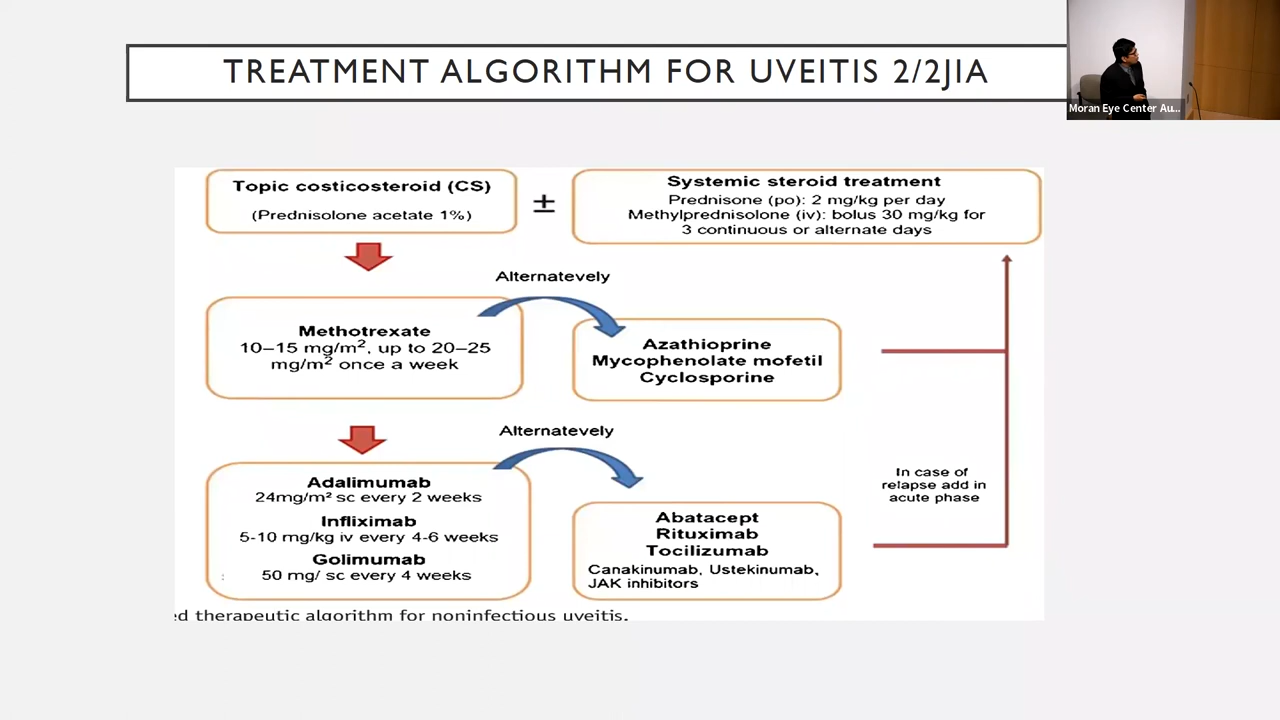 TREATMENT ALGORITHM FOR UVEITIS 2/2JIA
Moran Eye Center Au...
Topic costicosteroid (CS)
(Prednisolone acetate 1%)
±
Systemic steroid treatment
Prednisone (po): 2 mg/kg per day
Methylprednisolone (iv): bolus 30 mg/kg for
3 continuous or alternate days
Alternatevely
Methotrexate
10–15 mg/m², up to 20–25
mg/m² once a week
Azathioprine
Mycophenolate mofetil
Cyclosporine
Alternatevely
Adalimumab
24mg/m² sc every 2 weeks
Infliximab
5-10 mg/kg iv every 4-6 weeks
Golimumab
50 mg/ sc every 4 weeks
Abatacept
Rituximab
Tocilizumab
Canakinumab, Ustekinumab,
JAK inhibitors
In case of
relapse add in
acute phase
ed therapeutic algorithm for noninfectious uveitis.